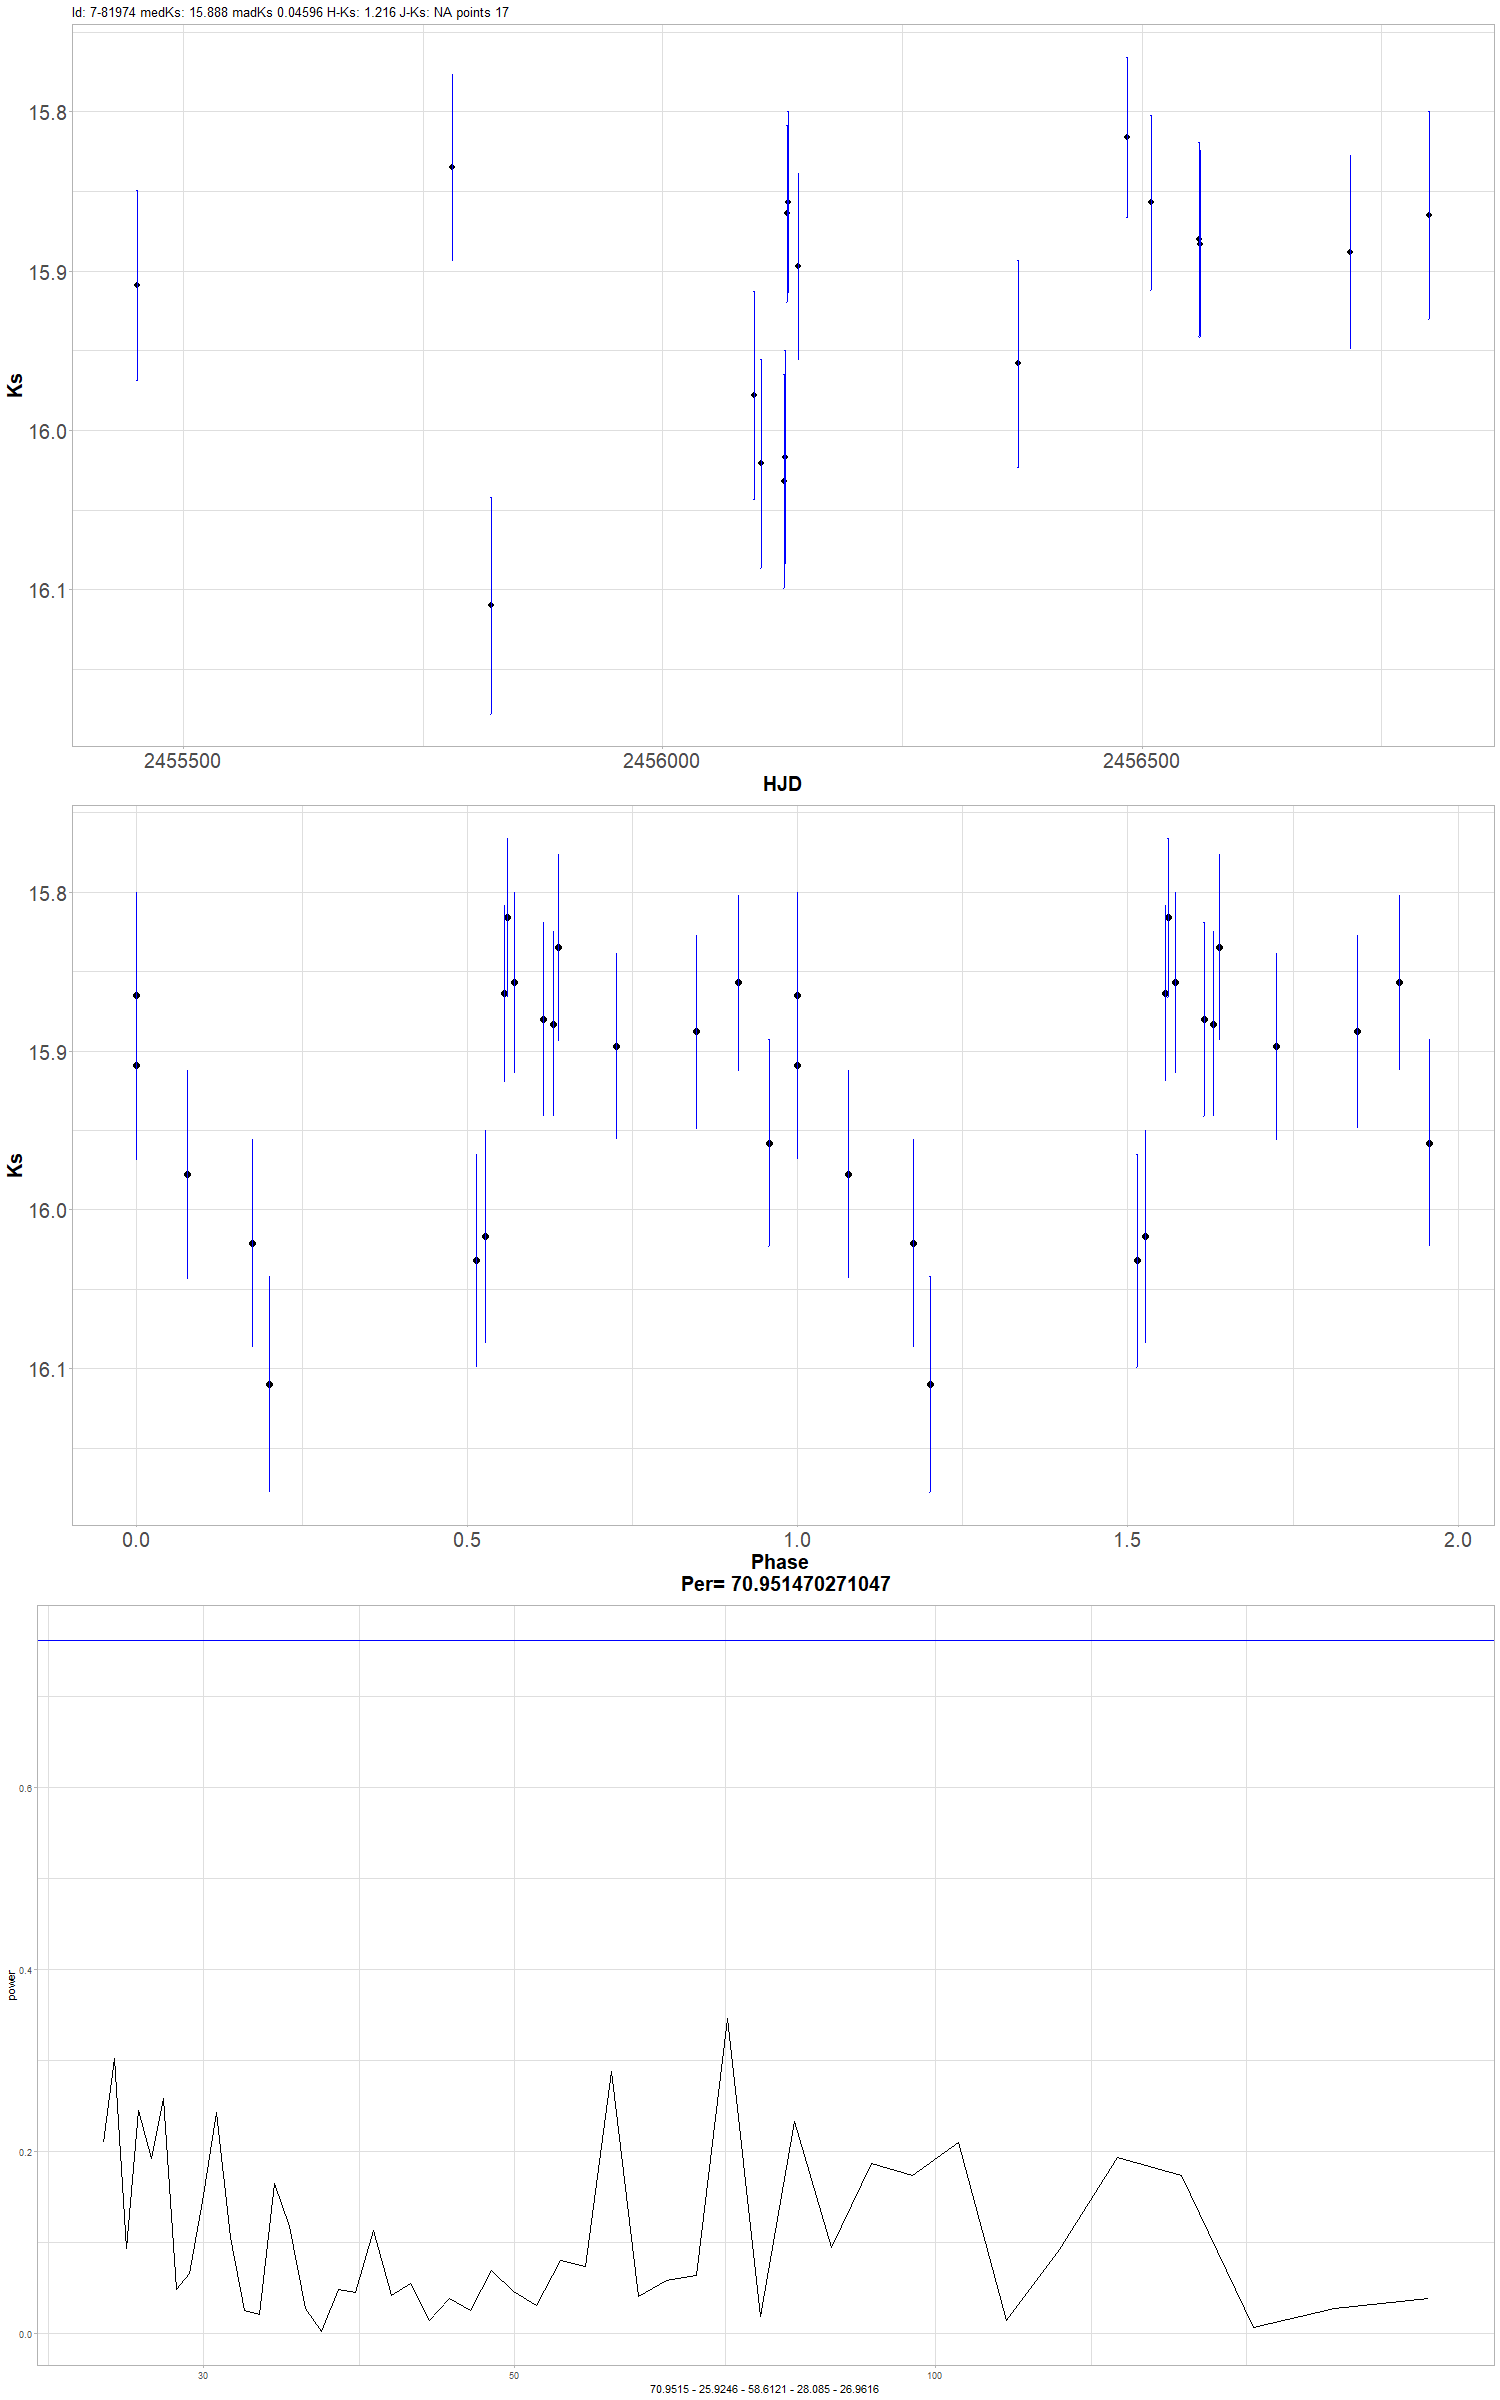 Id: 7-81974 medKs: 15.888 madKs 0.04596 H-Ks: 1.216 J-Ks: NA points 17
15.8
15.9
16.0
16.1
Ks
2455500 2456000 2456500
HJD
15.8
15.9
16.0
16.1
Ks
0.0 0.5 1.0 1.5 2.0
Phase
Per= 70.951470271047
0.6
0.4
0.2
0.0
power
30 50 100
70.9515 - 25.9246 - 58.6121 - 28.085 - 26.9616